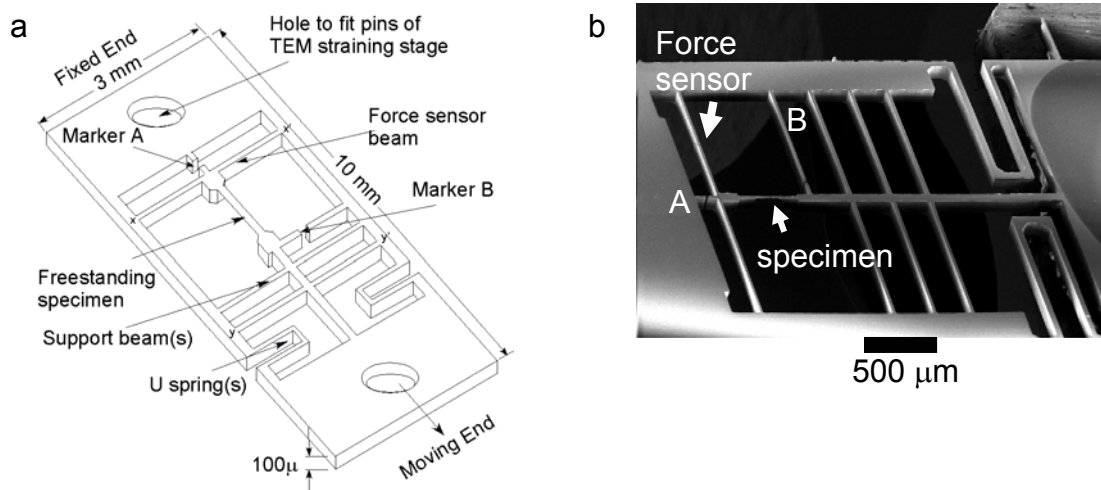 a
Fixed End
3 mm
Hole to fit pins of
TEM straining stage
Marker A
Force sensor
beam
x'
10 mm
Marker B
x
y'
Freestanding
specimen
Support beam(s)
y
U spring(s)
100μ
Moving End
b
Force
sensor
B
A
specimen
500 μm